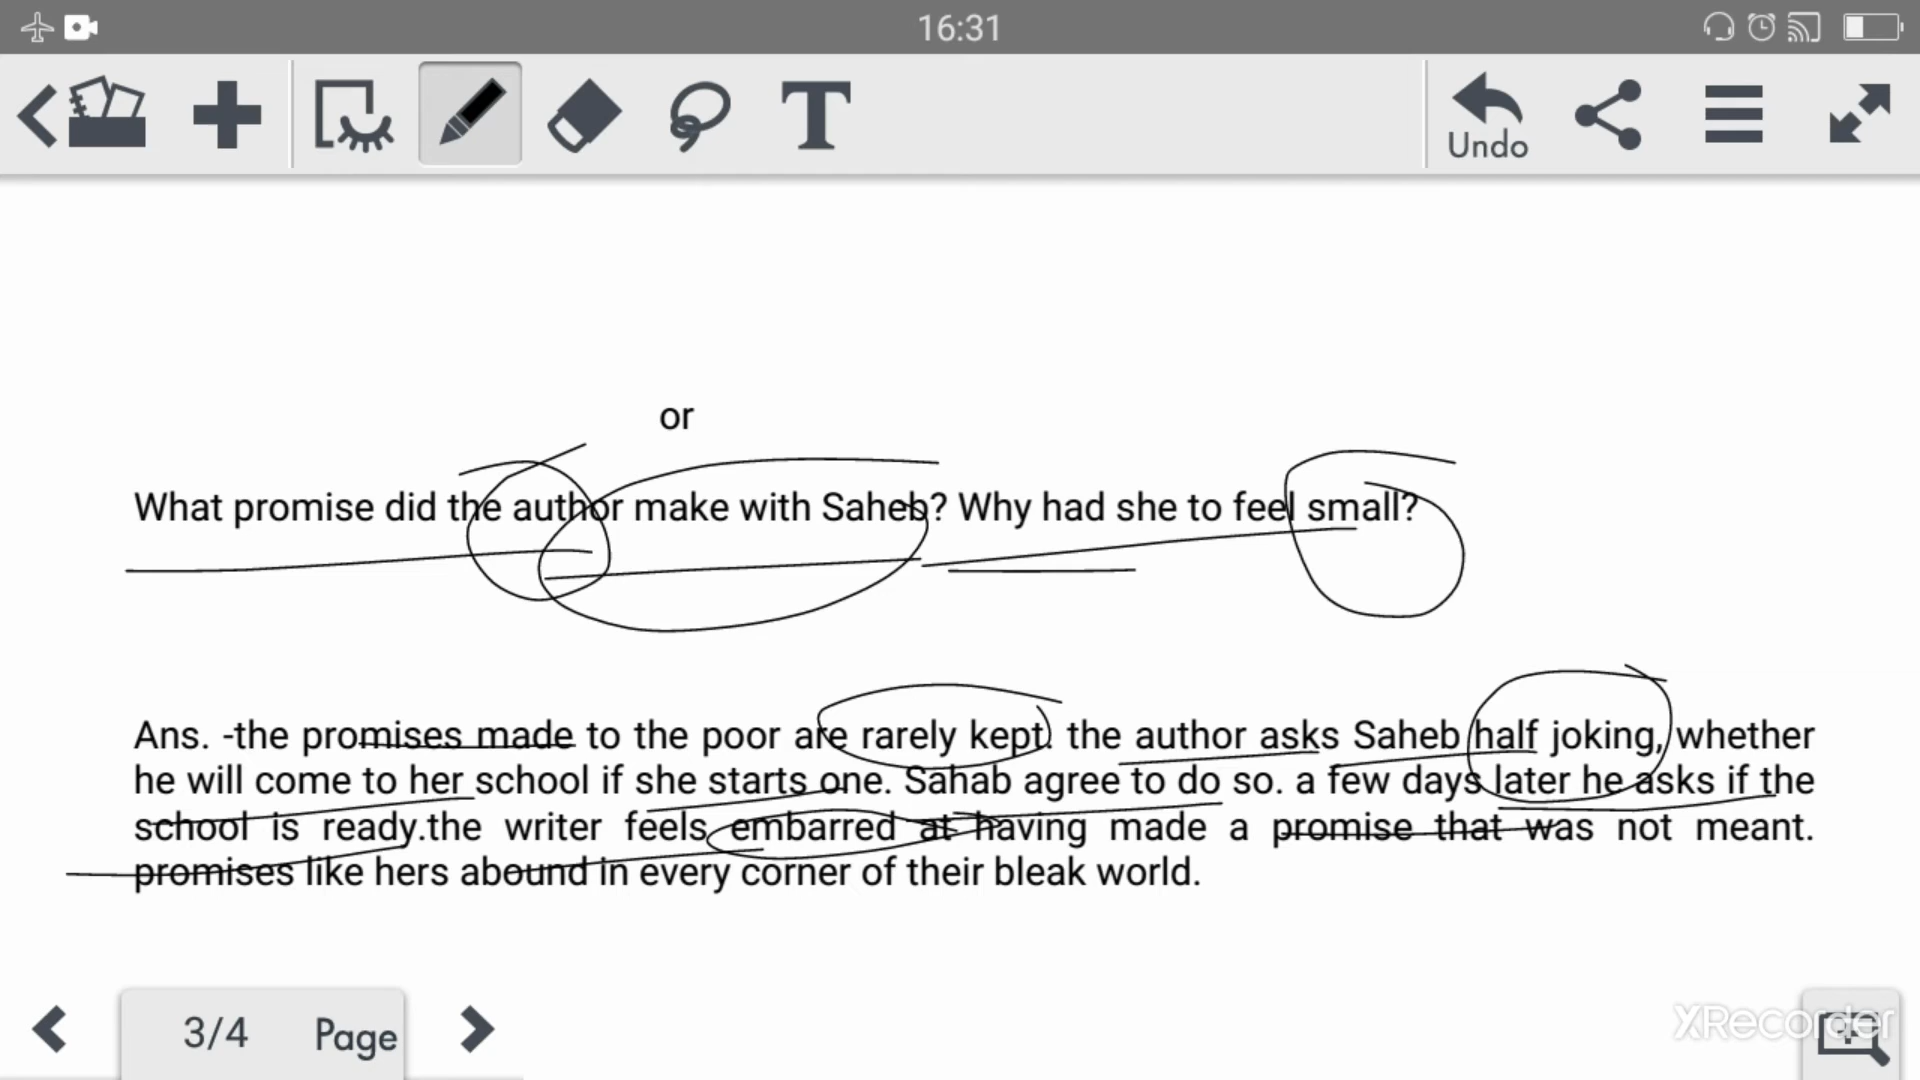 16:31
Undo
or
What promise did the author make with Saheb? Why had she to feel small?
Ans. -the promises made to the poor are rarely kept. the author asks Saheb half joking, whether
he will come to her school if she starts one. Sahab agree to do so. a few days later he asks if the
school is ready.the writer feels embarred at having made a promise that was not meant.
promises like hers abound in every corner of their bleak world.
3/4 Page
XRecorder